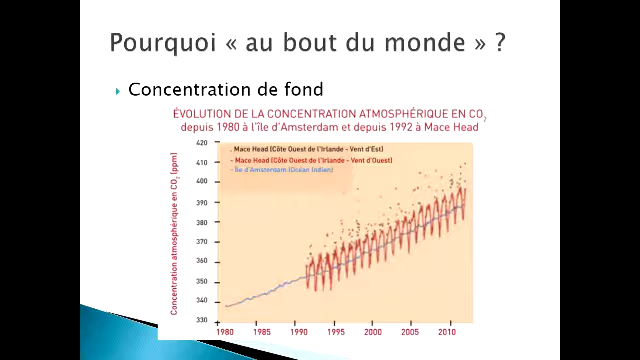 Pourquoi « au bout du monde » ?
Concentration de fond
ÉVOLUTION DE LA CONCENTRATION ATMOSPHÉRIQUE EN CO2
depuis 1980 à l'île d'Amsterdam et depuis 1992 à Mace Head
Concentration atmosphérique en CO2 (ppm)
420
410
400
390
380
370
360
350
340
330
. Mace Head (Côte Ouest de l'Irlande - Vent d'Est)
- Mace Head (Côte Ouest de l'Irlande - Vent d'Ouest)
- Île d'Amsterdam (Océan Indien)
1980 1985 1990 1995 2000 2005 2010